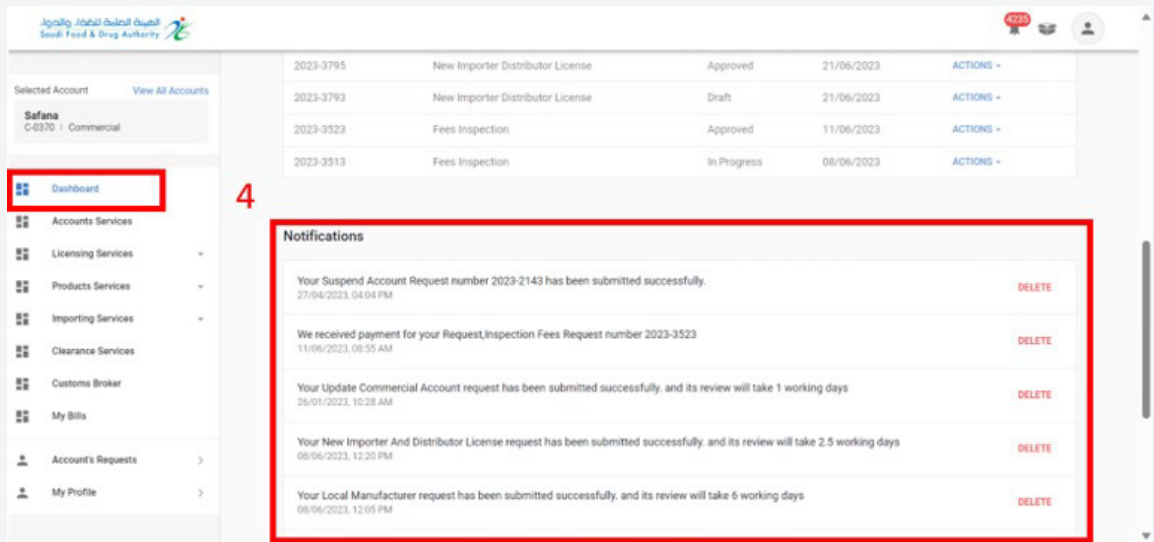 الهيئة العامة للغذاء والدواء
Saudi Food & Drug Authority
4235
Selected Account View All Accounts
Safana
C-0370 | Commercial
Dashboard
Accounts Services
Licensing Services
Products Services
Importing Services
Clearance Services
Customs Broker
My Bills
Account's Requests
My Profile
2023-3795 New Importer Distributor License Approved 21/06/2023 ACTIONS
2023-3793 New Importer Distributor License Draft 21/06/2023 ACTIONS
2023-3523 Fees Inspection Approved 11/06/2023 ACTIONS
2023-3513 Fees Inspection In Progress 08/06/2023 ACTIONS
4
Notifications
Your Suspend Account Request number 2023-2143 has been submitted successfully. DELETE
27/04/2023, 04:04 PM
We received payment for your Request,Inspection Fees Request number 2023-3523 DELETE
11/06/2023, 08:55 AM
Your Update Commercial Account request has been submitted successfully. and its review will take 1 working days DELETE
26/01/2023, 10:28 AM
Your New Importer And Distributor License request has been submitted successfully. and its review will take 2.5 working days DELETE
08/06/2023, 12:20 PM
Your Local Manufacturer request has been submitted successfully. and its review will take 6 working days DELETE
08/06/2023, 12:05 PM